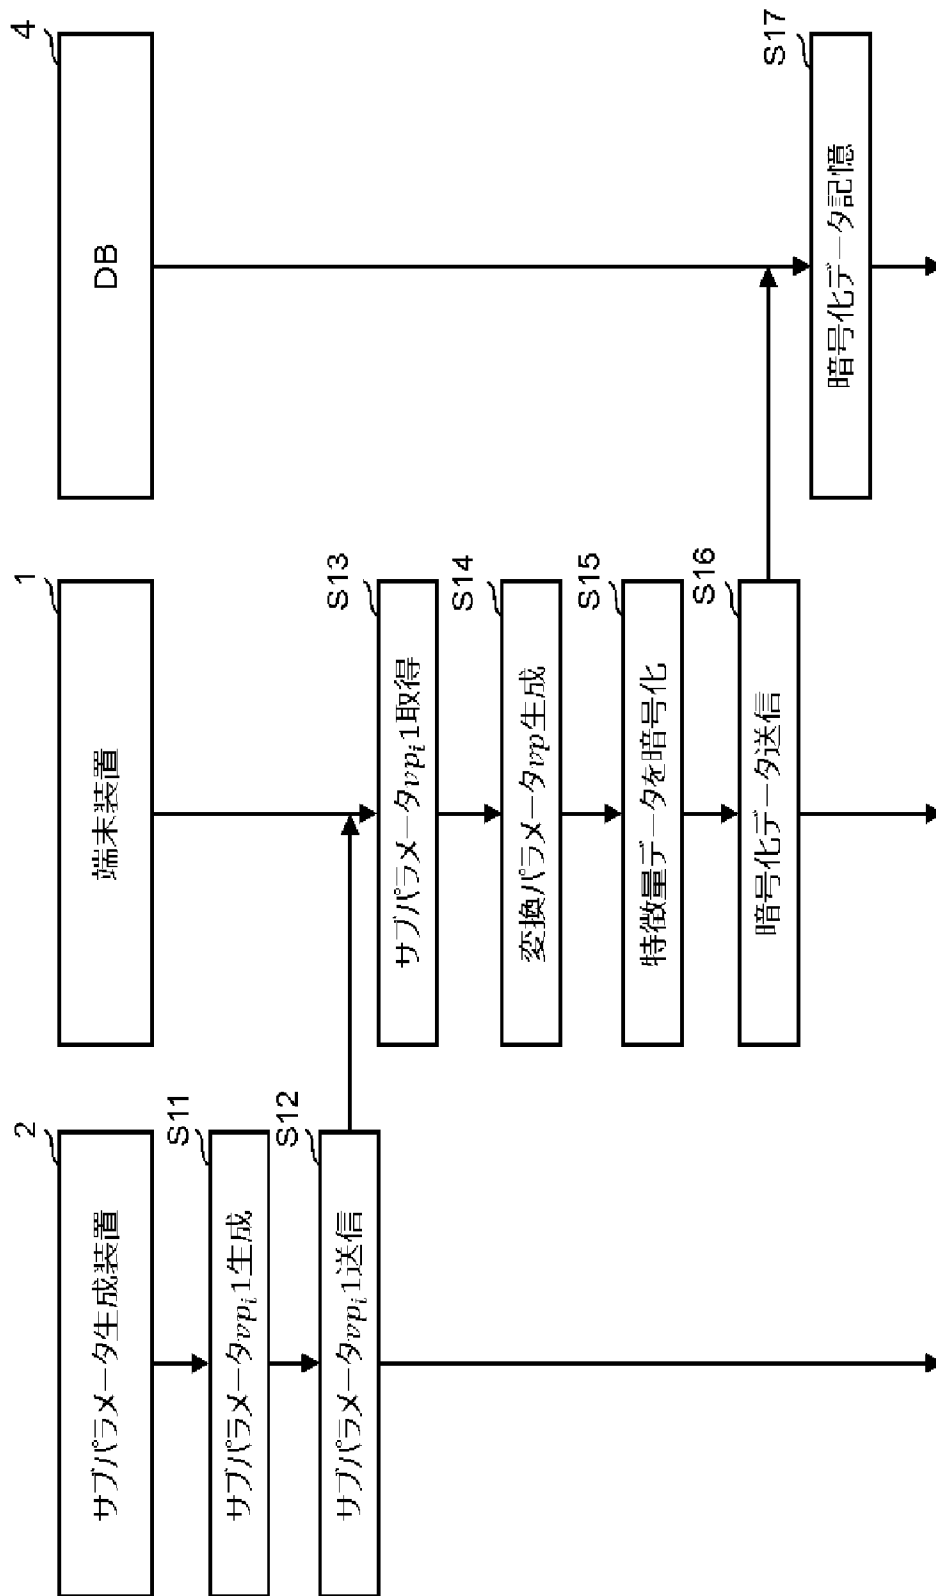 2
サブパラメータ生成装置
1
端末装置
4
DB
S11
サブパラメータvpᵢ1生成
S12
サブパラメータvpᵢ1送信
S13
サブパラメータvpᵢ1取得
S14
変換パラメータvp生成
S15
特徴量データを暗号化
S16
暗号化データ送信
S17
暗号化データ記憶